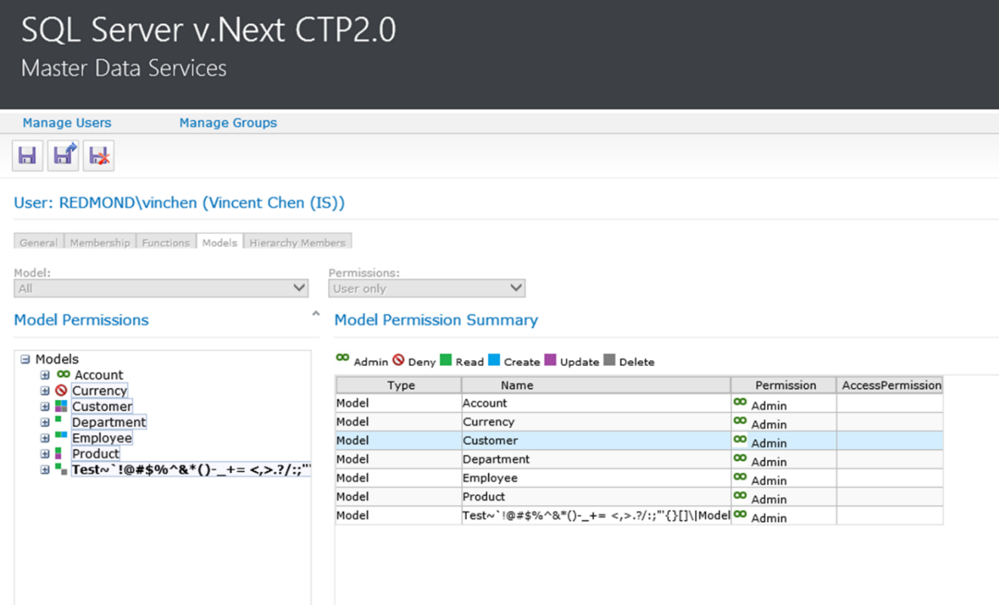 SQL Server v.Next CTP2.0
Master Data Services
Manage Users Manage Groups
User: REDMOND\vinchen (Vincent Chen (IS))
General Membership Functions Models Hierarchy Members
Model: Permissions:
All User only
Model Permissions Model Permission Summary
Models
Account
Currency
Customer
Department
Employee
Product
Test~`!@#$%^&*()-_+= <,>.?/:;"'
Admin Deny Read Create Update Delete
Type Name Permission AccessPermission
Model Account Admin
Model Currency Admin
Model Customer Admin
Model Department Admin
Model Employee Admin
Model Product Admin
Model Test~`!@#$%^&*()-_+= <,>.?/:;"'{}[]\|Model Admin